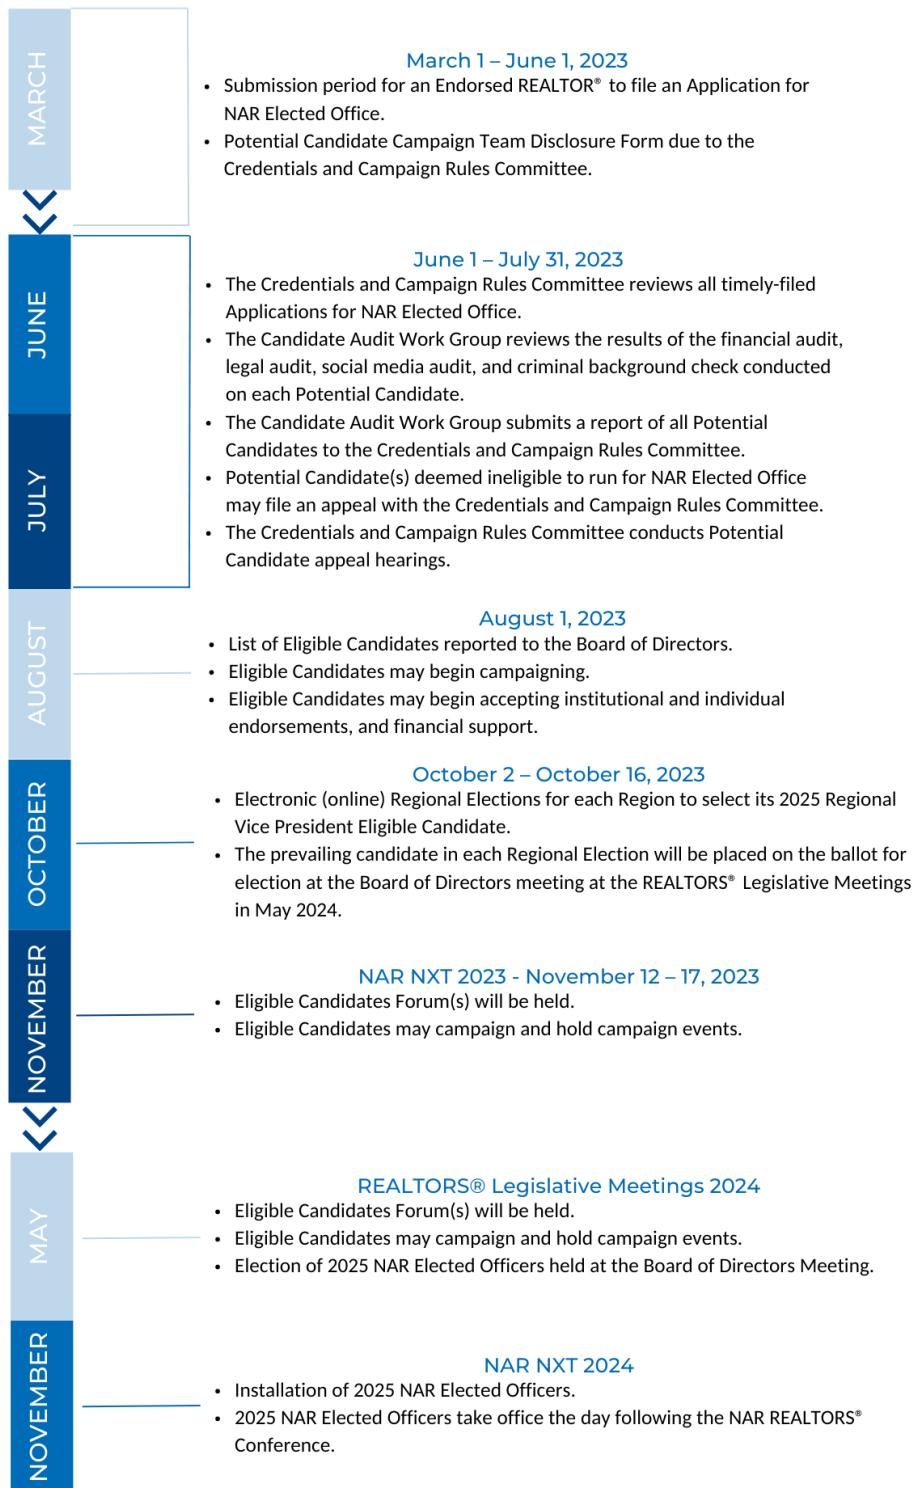 MARCH
March 1 – June 1, 2023
• Submission period for an Endorsed REALTOR® to file an Application for
NAR Elected Office.
• Potential Candidate Campaign Team Disclosure Form due to the
Credentials and Campaign Rules Committee.
JUNE
JULY
June 1 – July 31, 2023
• The Credentials and Campaign Rules Committee reviews all timely-filed
Applications for NAR Elected Office.
• The Candidate Audit Work Group reviews the results of the financial audit,
legal audit, social media audit, and criminal background check conducted
on each Potential Candidate.
• The Candidate Audit Work Group submits a report of all Potential
Candidates to the Credentials and Campaign Rules Committee.
• Potential Candidate(s) deemed ineligible to run for NAR Elected Office
may file an appeal with the Credentials and Campaign Rules Committee.
• The Credentials and Campaign Rules Committee conducts Potential
Candidate appeal hearings.
AUGUST
August 1, 2023
• List of Eligible Candidates reported to the Board of Directors.
• Eligible Candidates may begin campaigning.
• Eligible Candidates may begin accepting institutional and individual
endorsements, and financial support.
OCTOBER
October 2 – October 16, 2023
• Electronic (online) Regional Elections for each Region to select its 2025 Regional
Vice President Eligible Candidate.
• The prevailing candidate in each Regional Election will be placed on the ballot for
election at the Board of Directors meeting at the REALTORS® Legislative Meetings
in May 2024.
NOVEMBER
NAR NXT 2023 - November 12 – 17, 2023
• Eligible Candidates Forum(s) will be held.
• Eligible Candidates may campaign and hold campaign events.
MAY
REALTORS® Legislative Meetings 2024
• Eligible Candidates Forum(s) will be held.
• Eligible Candidates may campaign and hold campaign events.
• Election of 2025 NAR Elected Officers held at the Board of Directors Meeting.
NOVEMBER
NAR NXT 2024
• Installation of 2025 NAR Elected Officers.
• 2025 NAR Elected Officers take office the day following the NAR REALTORS®
Conference.